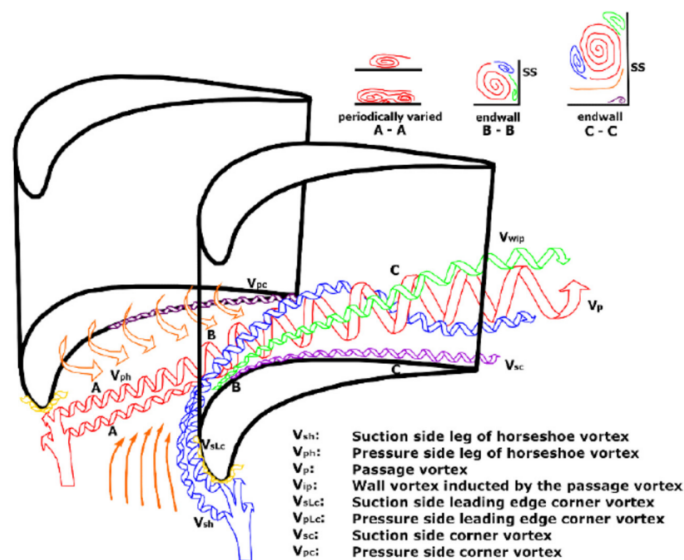 SS
SS
periodically varied
A - A
endwall
B - B
endwall
C - C
Vwip
C
Vpc
Vp
B
Vph
A
Vsc
B
C
A
VsLc
Vsh
Vsh: Suction side leg of horseshoe vortex
Vph: Pressure side leg of horseshoe vortex
Vp: Passage vortex
Vip: Wall vortex inducted by the passage vortex
VsLc: Suction side leading edge corner vortex
VpLc: Pressure side leading edge corner vortex
Vsc: Suction side corner vortex
Vpc: Pressure side corner vortex